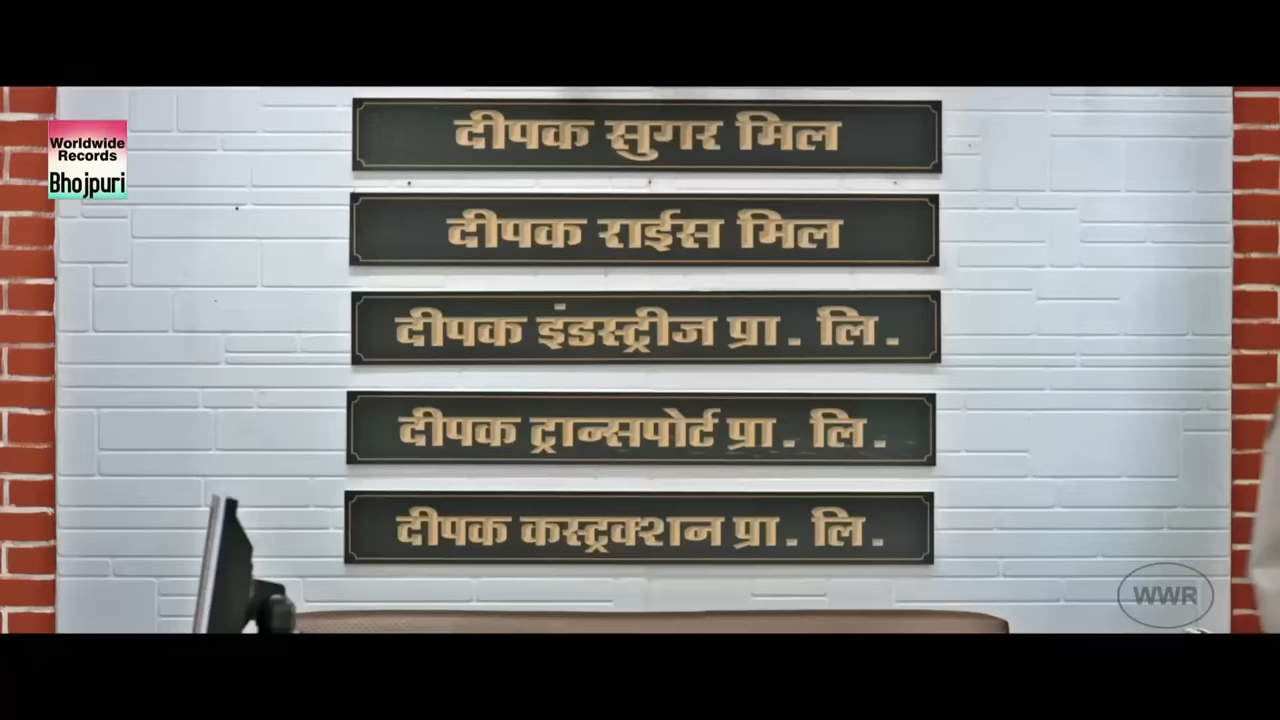 Worldwide
Records
Bhojpuri
दीपक सुगर मिल
दीपक राईस मिल
दीपक इंडस्ट्रीज प्रा. लि.
दीपक ट्रान्सपोर्ट प्रा. लि.
दीपक कस्ट्रक्शन प्रा. लि.
WWR